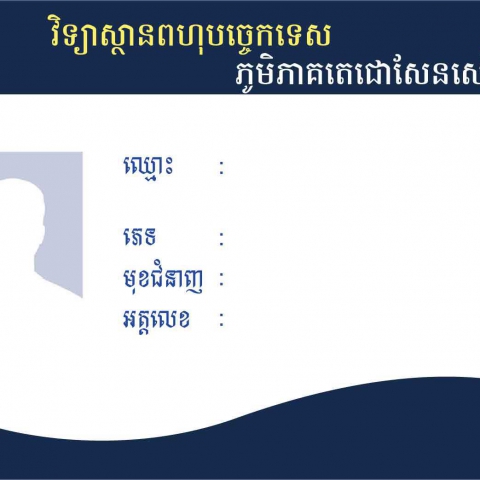 វិទ្យាស្ថានពហុបច្ចេកទេស
ភូមិភាគតេជោសែន
ឈ្មោះ :
ភេទ :
មុខជំនាញ :
អត្តលេខ :